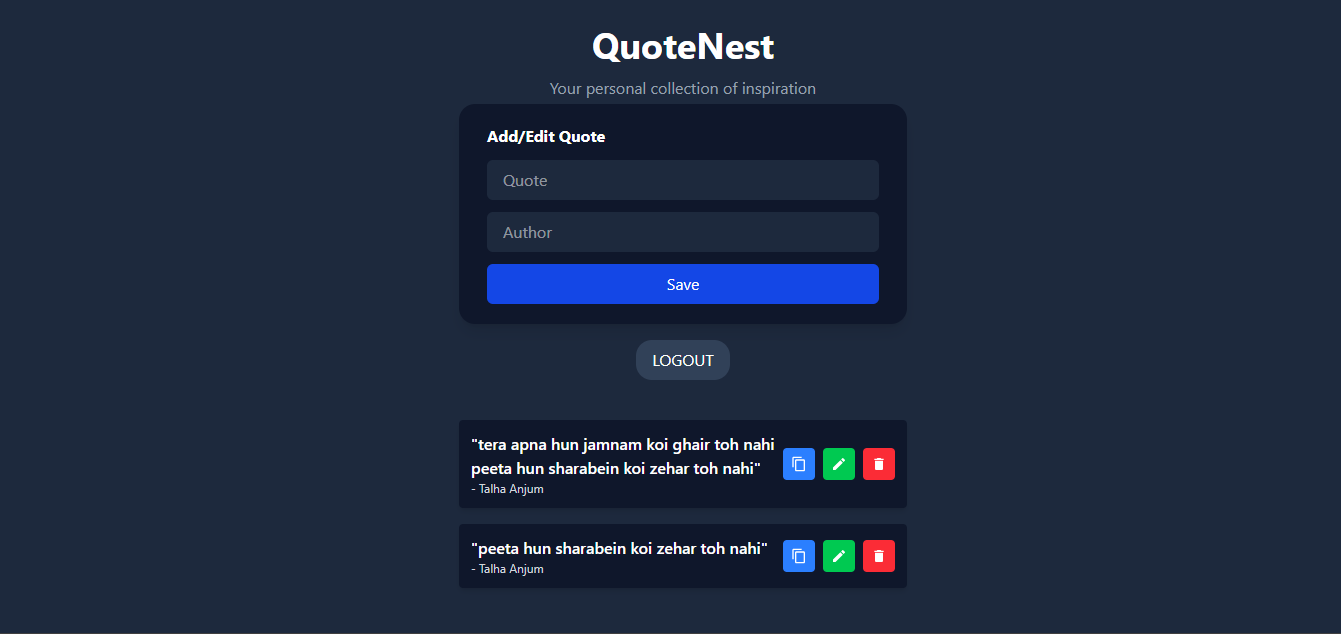 QuoteNest
Your personal collection of inspiration
Add/Edit Quote
Quote
Author
Save
LOGOUT
"tera apna hun jamnam koi ghair toh nahi
peeta hun sharabein koi zehar toh nahi"
- Talha Anjum
"peeta hun sharabein koi zehar toh nahi"
- Talha Anjum